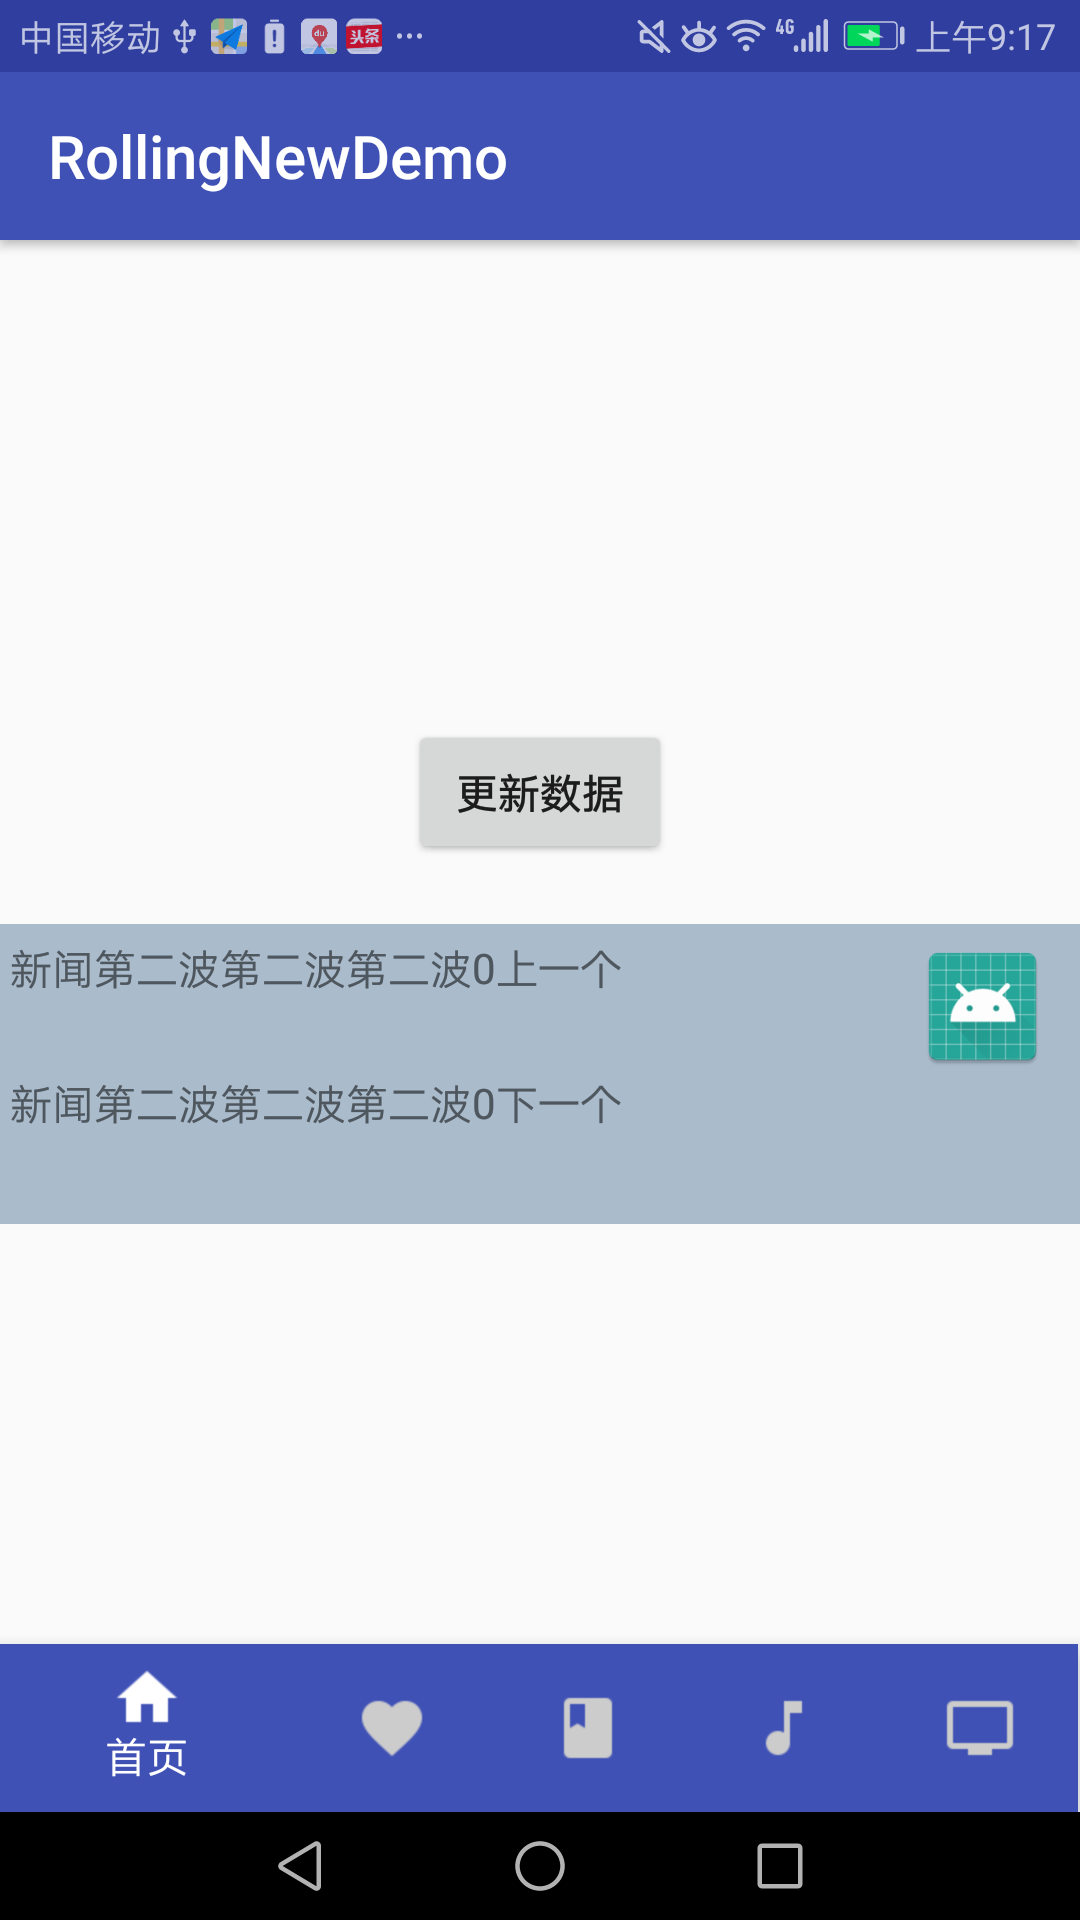 中国移动 du 头条 4G 上午9:17
RollingNewDemo
更新数据
新闻第二波第二波第二波0上一个
新闻第二波第二波第二波0下一个
首页